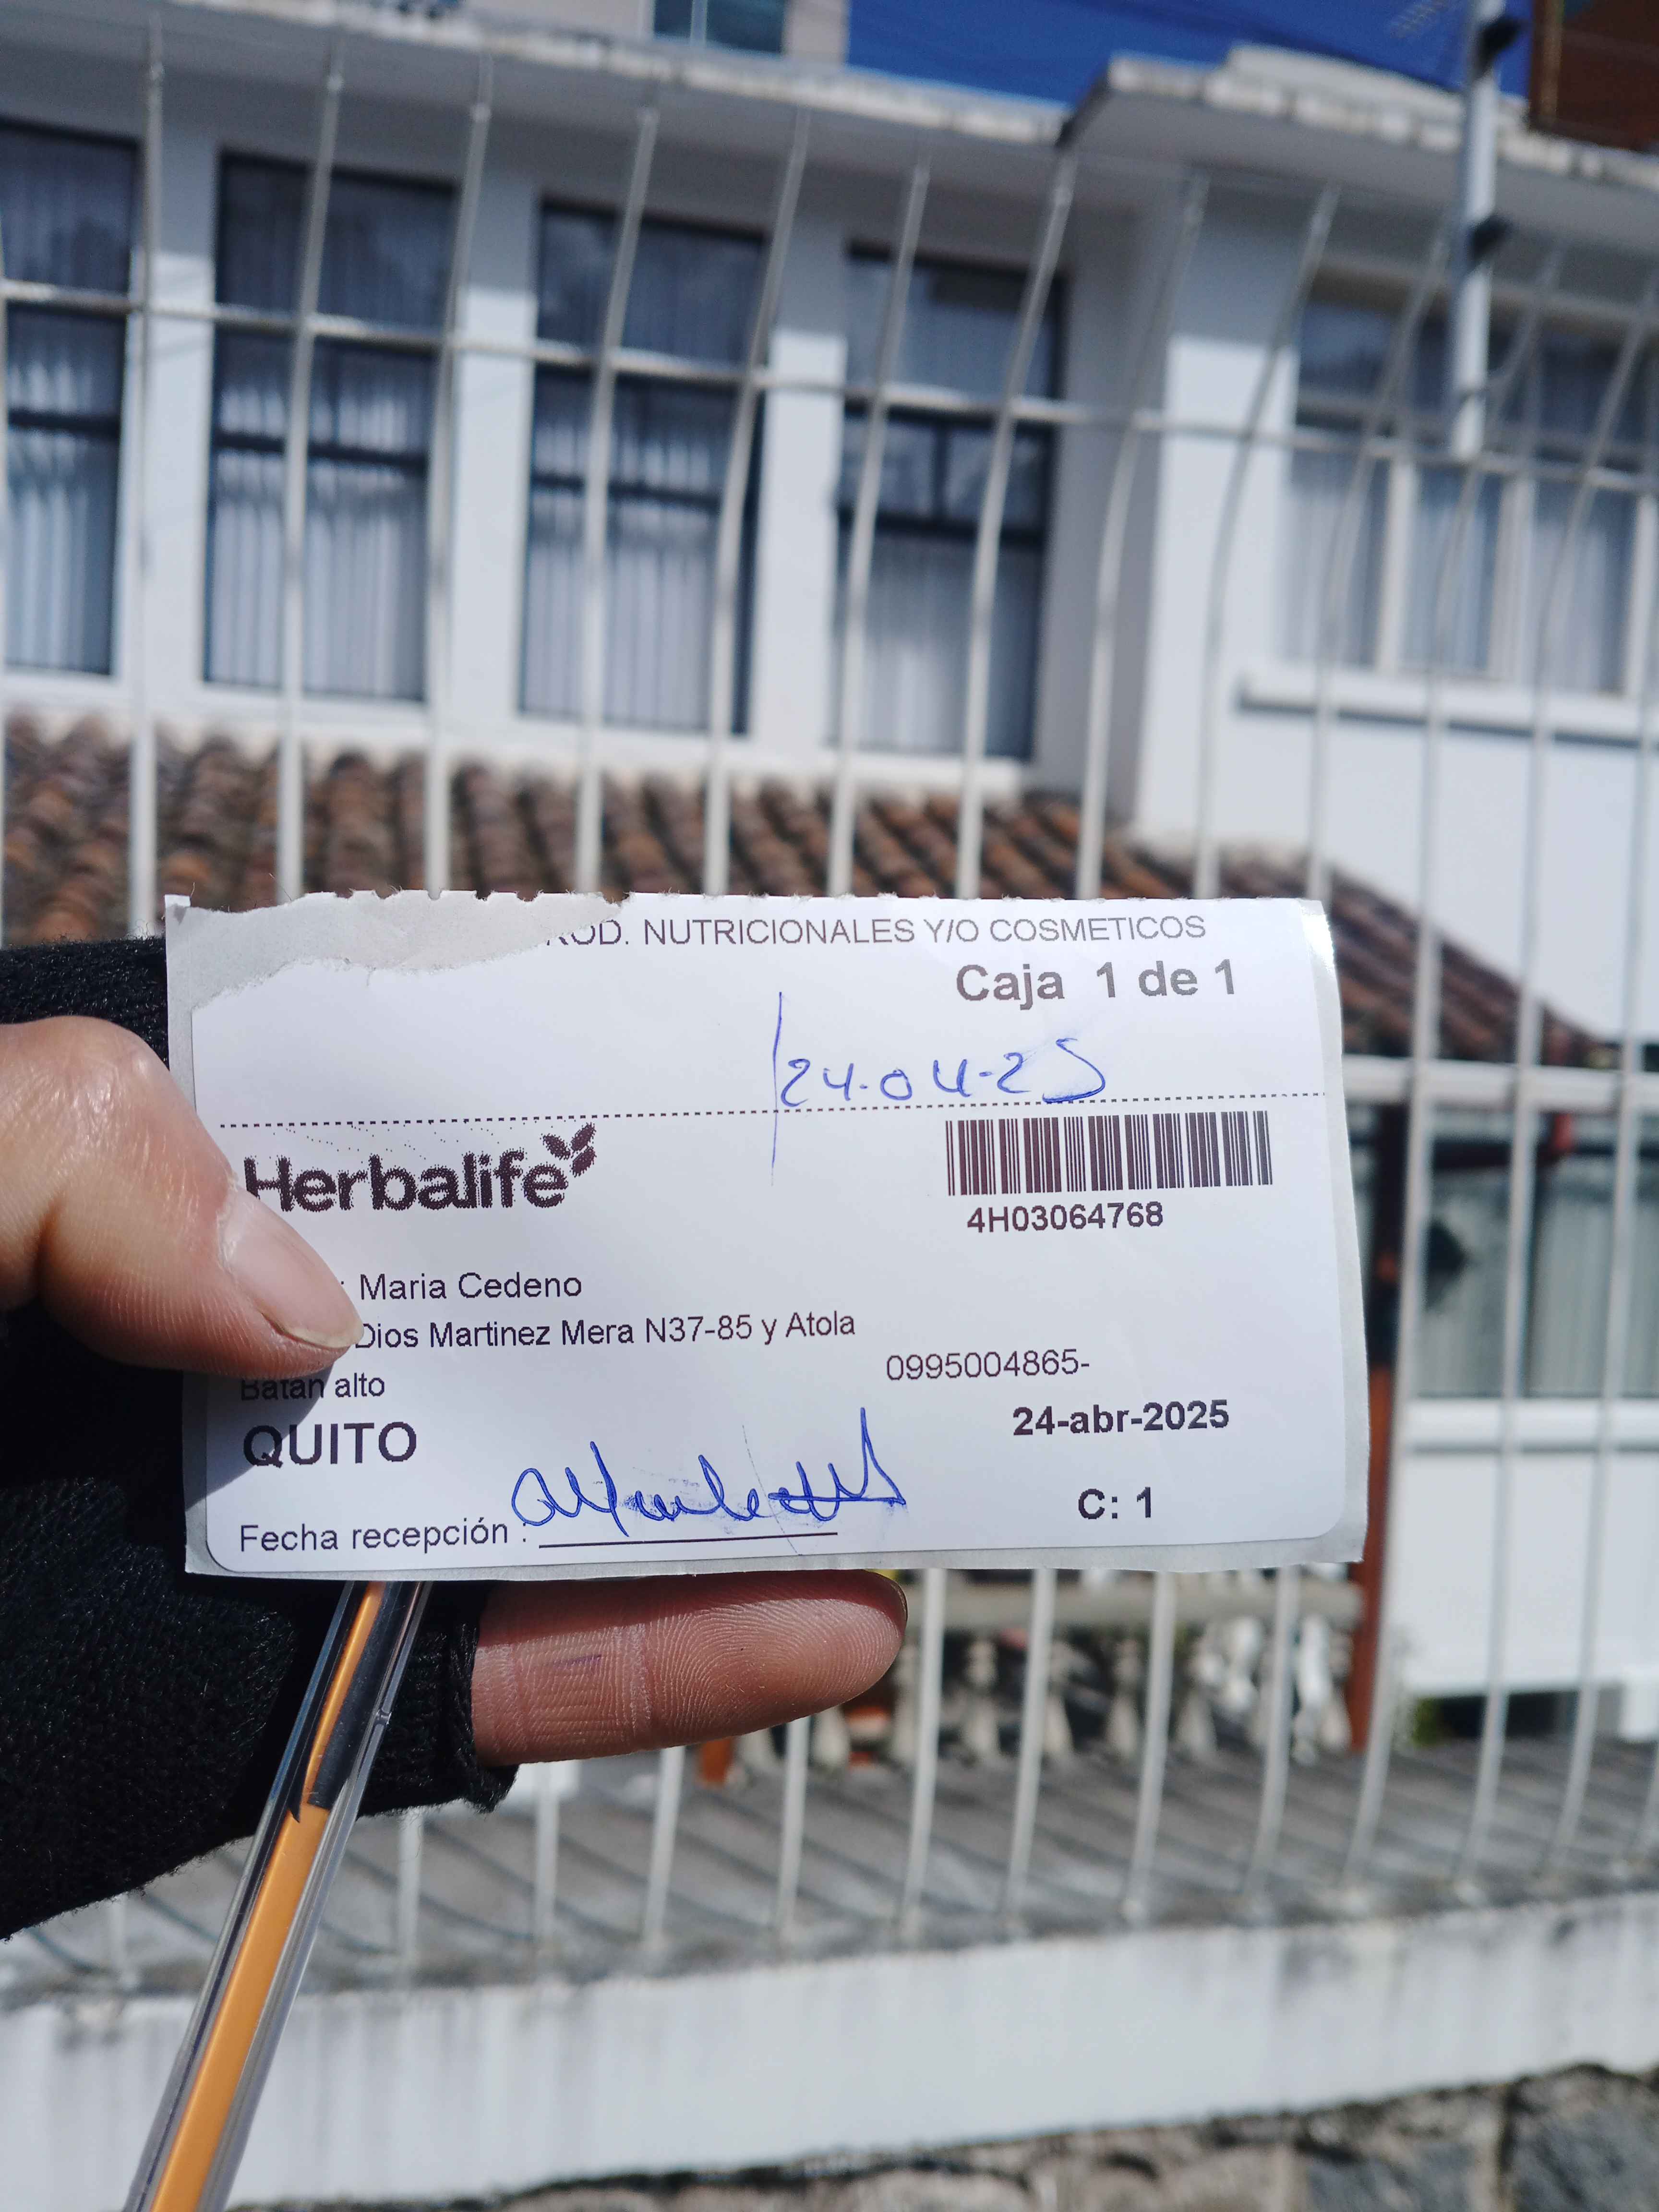 NUTRICIONALES Y/O COSMETICOS
Caja 1 de 1
24-04-25
Herbalife
4H03064768
: Maria Cedeno
Dios Martinez Mera N37-85 y Atola
0995004865-
Batan alto
24-abr-2025
QUITO
C: 1
Fecha recepción :